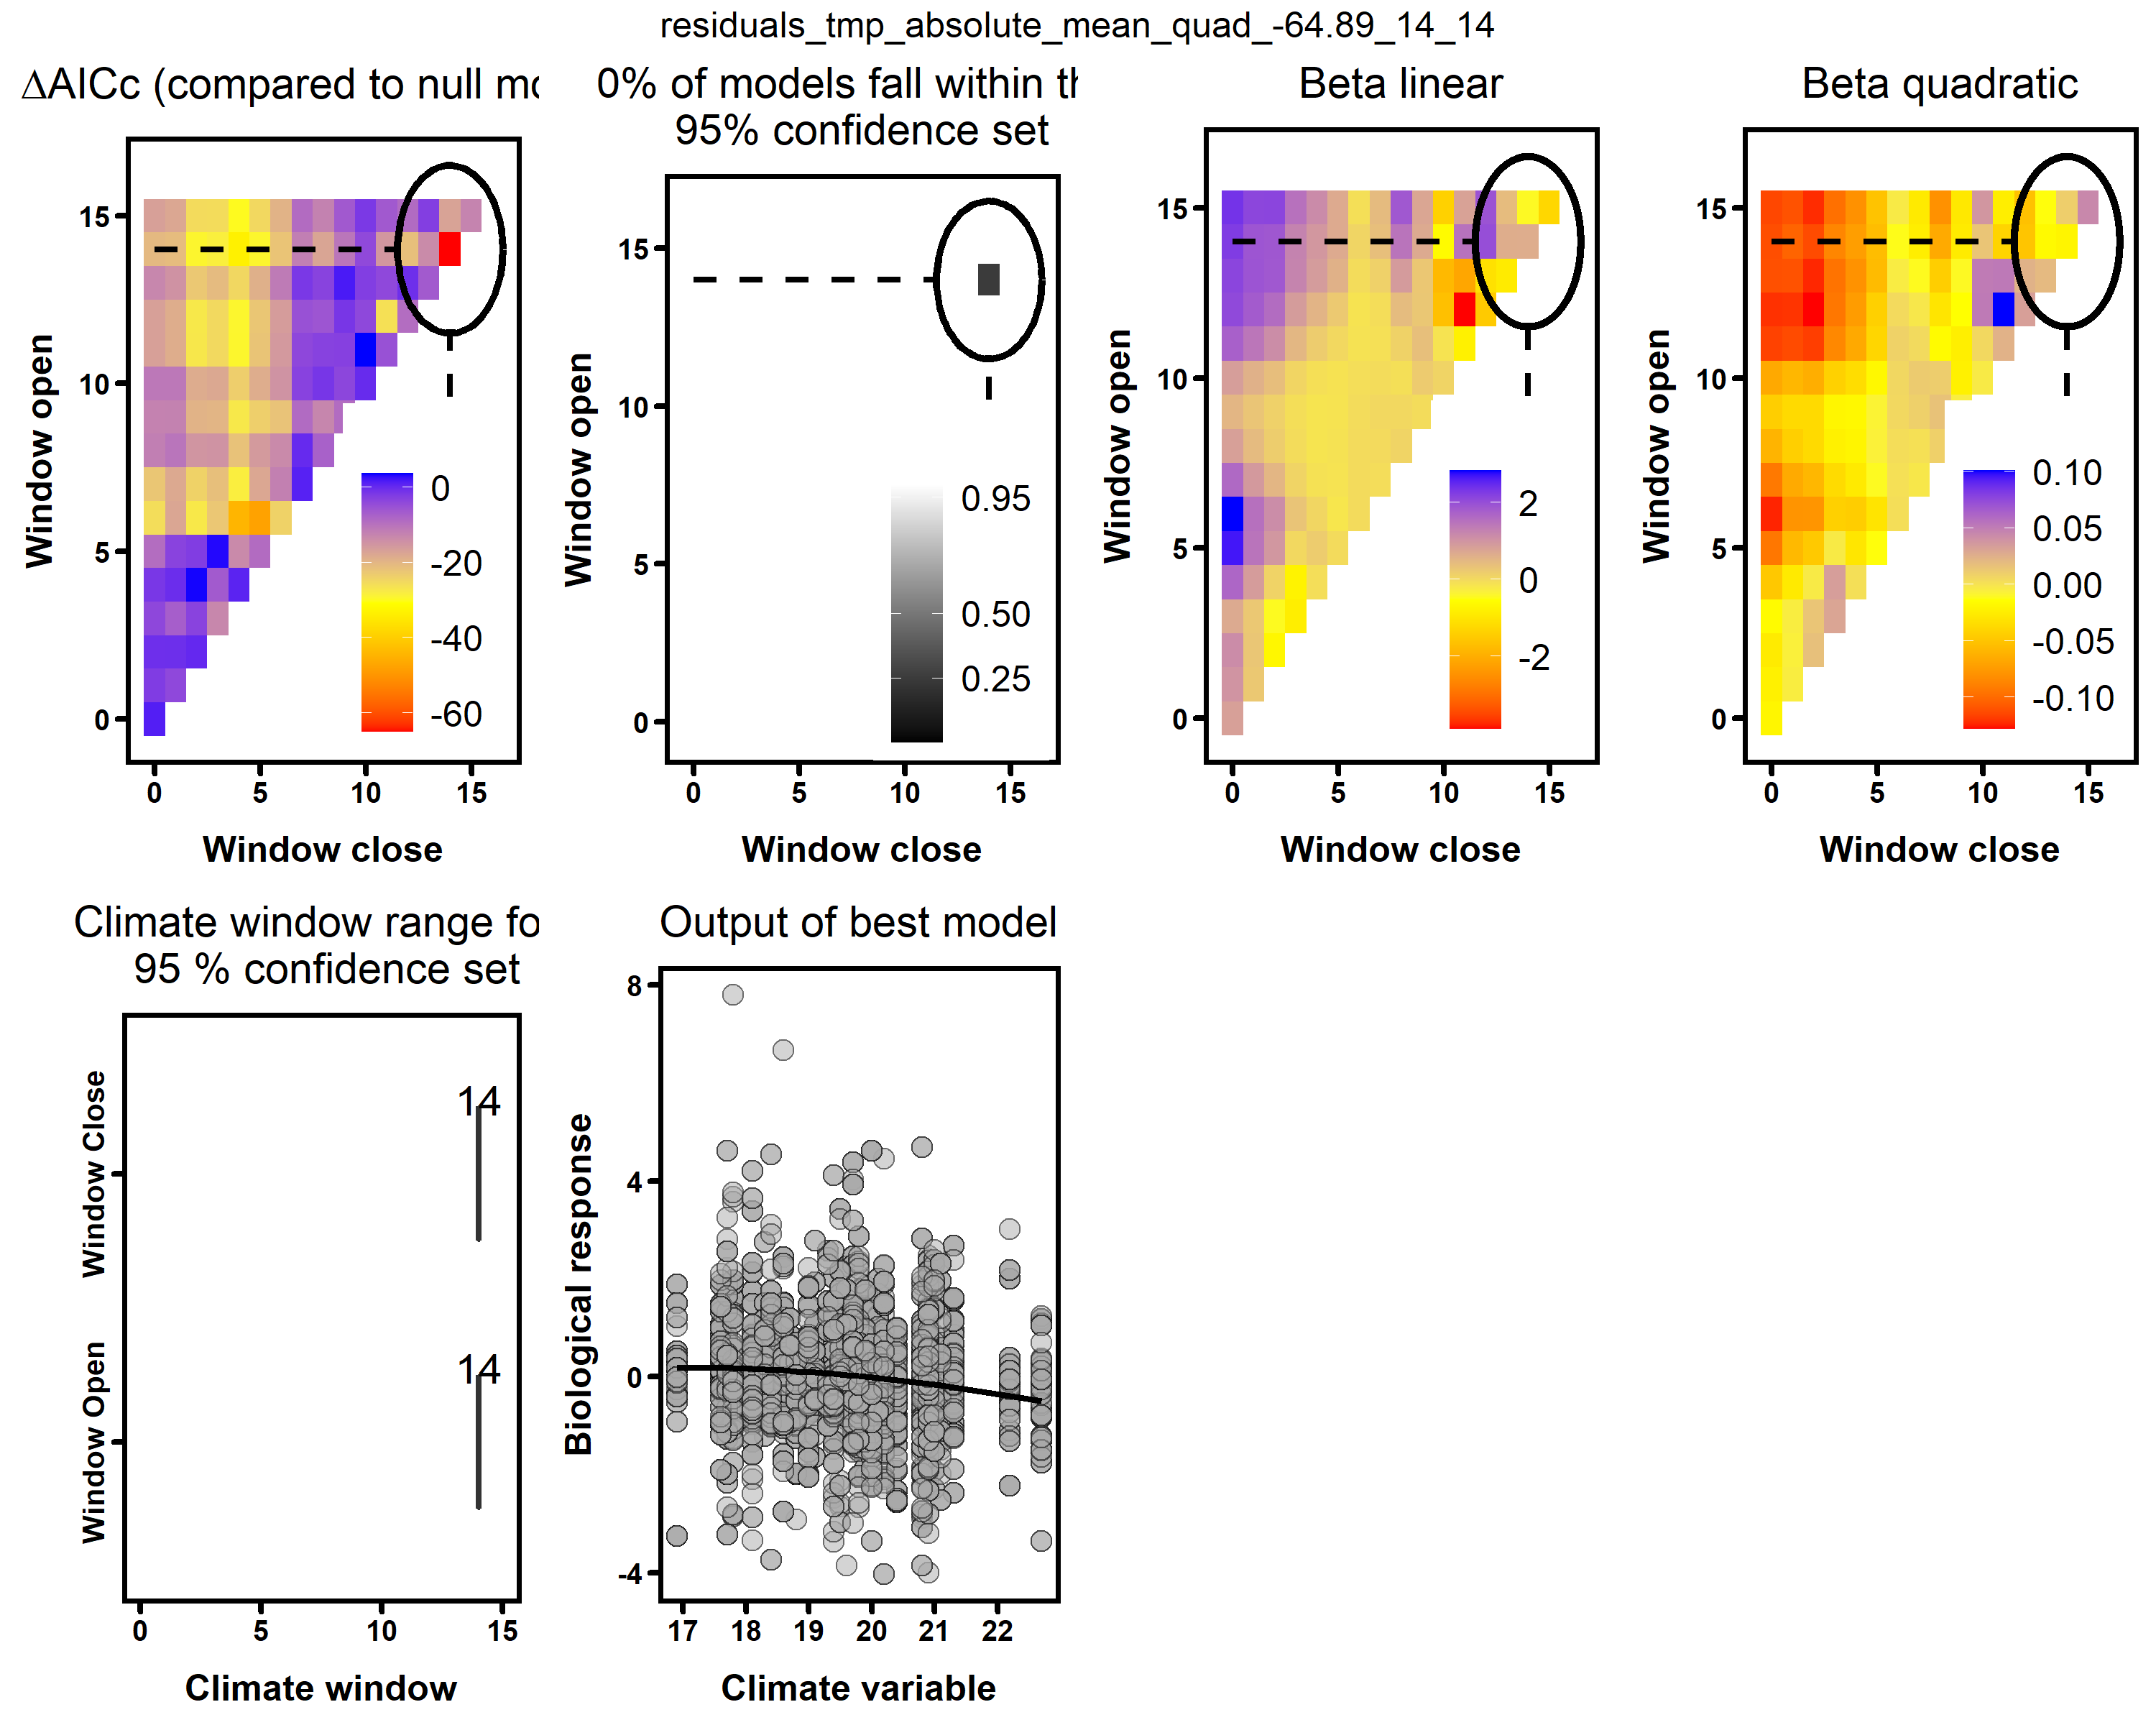 residuals_tmp_absolute_mean_quad_-64.89_14_14
ΔAICc (compared to null mo
Window open
15
10
5
0
0
-20
-40
-60
0 5 10 15
Window close
0% of models fall within th
95% confidence set
Window open
15
10
5
0
0.95
0.50
0.25
0 5 10 15
Window close
Beta linear
Window open
15
10
5
0
2
0
-2
0 5 10 15
Window close
Beta quadratic
Window open
15
10
5
0
0.10
0.05
0.00
-0.05
-0.10
0 5 10 15
Window close
Climate window range fo
95 % confidence set
Window Close
Window Open
14
14
0 5 10 15
Climate window
Output of best model
Biological response
8
4
0
-4
17 18 19 20 21 22
Climate variable